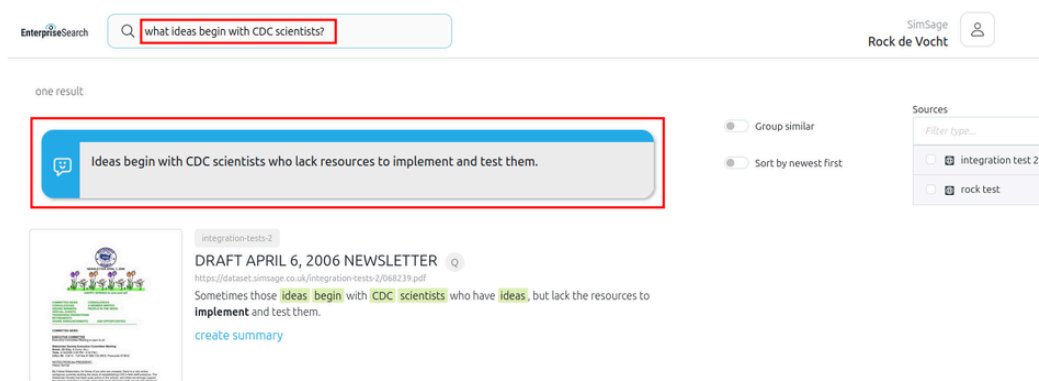 EnterpriseSearch
what ideas begin with CDC scientists?
SimSage
Rock de Vocht
one result
Ideas begin with CDC scientists who lack resources to implement and test them.
Group similar
Sort by newest first
Sources
Filter type...
integration test 2
rock test
integration-tests-2
DRAFT APRIL 6, 2006 NEWSLETTER Q
https://dataset.simsage.co.uk/integration-tests-2/068239.pdf
Sometimes those ideas begin with CDC scientists who have ideas, but lack the resources to
implement and test them.
create summary